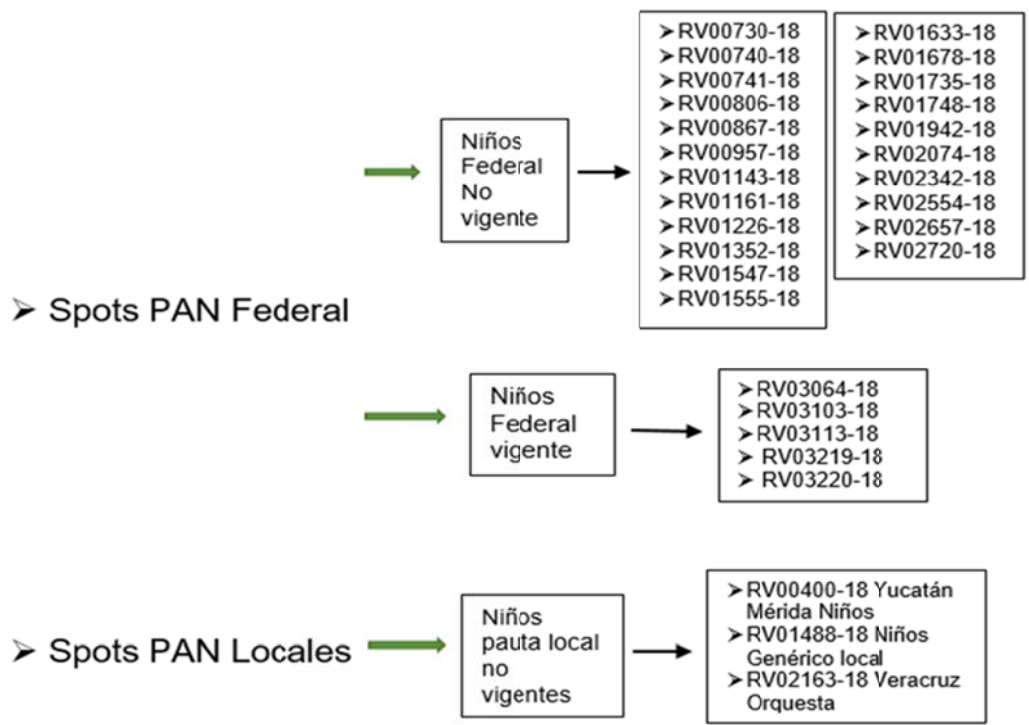 ➢ Spots PAN Federal
Niños
Federal
No
vigente
➢RV00730-18
➢RV00740-18
➢RV00741-18
➢RV00806-18
➢RV00867-18
➢RV00957-18
➢RV01143-18
➢RV01161-18
➢RV01226-18
➢RV01352-18
➢RV01547-18
➢RV01555-18
➢RV01633-18
➢RV01678-18
➢RV01735-18
➢RV01748-18
➢RV01942-18
➢RV02074-18
➢RV02342-18
➢RV02554-18
➢RV02657-18
➢RV02720-18
Niños
Federal
vigente
➢RV03064-18
➢RV03103-18
➢RV03113-18
➢ RV03219-18
➢ RV03220-18
➢ Spots PAN Locales
Niños
pauta local
no
vigentes
➢RV00400-18 Yucatán
Mérida Niños
➢RV01488-18 Niños
Genérico local
➢RV02163-18 Veracruz
Orquesta